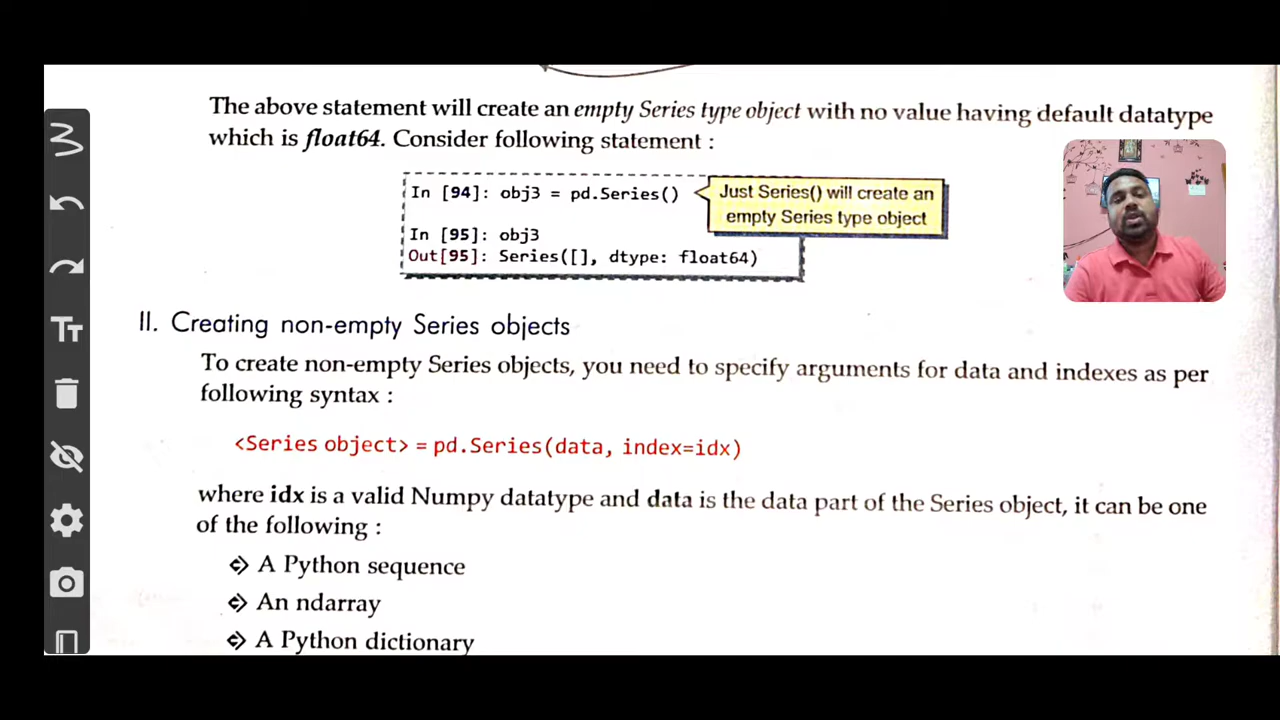 The above statement will create an empty Series type object with no value having default datatype
which is float64. Consider following statement :
In [94]: obj3 = pd.Series()
Just Series() will create an
empty Series type object
In [95]: obj3
Out[95]: Series([], dtype: float64)
II. Creating non-empty Series objects
To create non-empty Series objects, you need to specify arguments for data and indexes as per
following syntax :
<Series object> = pd.Series(data, index=idx)
where idx is a valid Numpy datatype and data is the data part of the Series object, it can be one
of the following :
➪ A Python sequence
➪ An ndarray
➪ A Python dictionary